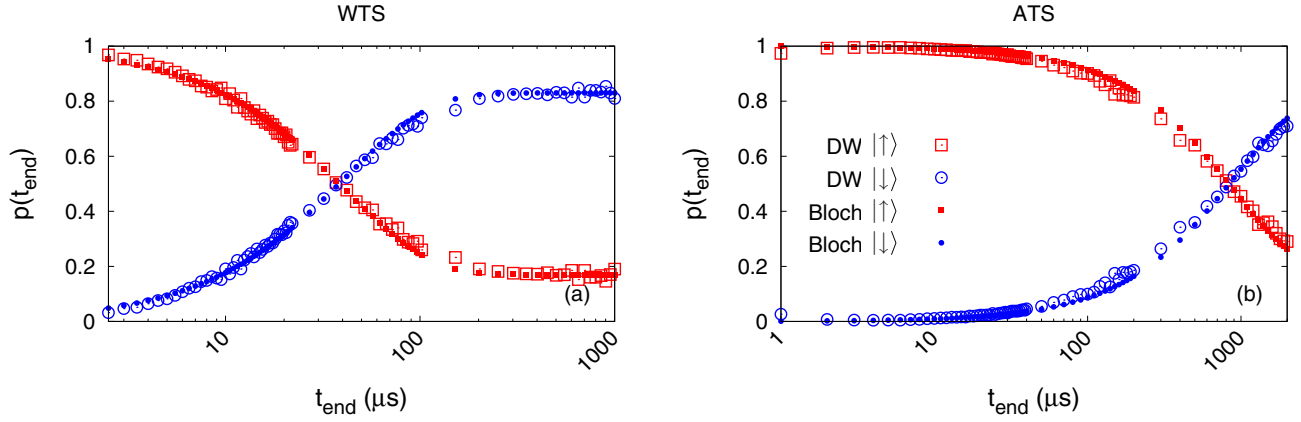 WTS
1
0.8
0.6
0.4
0.2
0
p(t_end)
10
100
1000
t_end (μs)
(a)
ATS
1
0.8
0.6
0.4
0.2
0
p(t_end)
1
10
100
1000
t_end (μs)
DW |↑⟩
DW |↓⟩
Bloch |↑⟩
Bloch |↓⟩
(b)